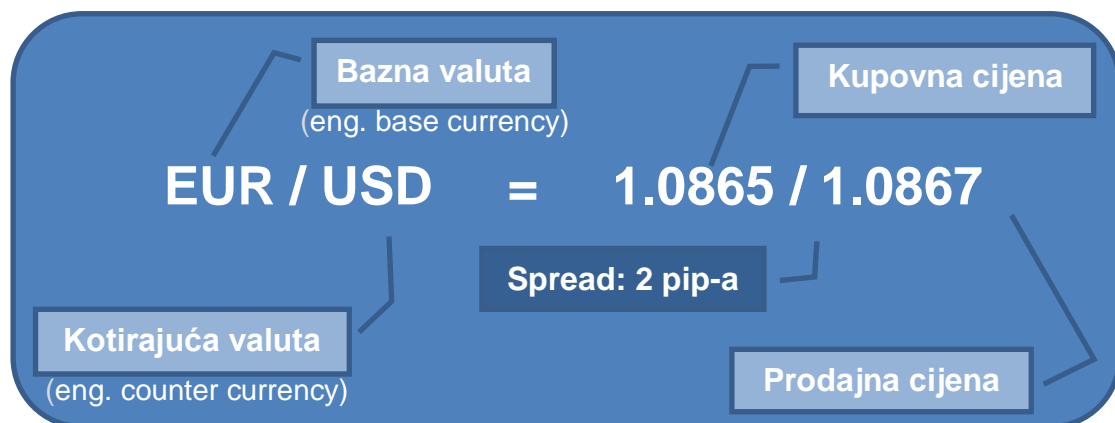 Bazna valuta
(eng. base currency)
Kupovna cijena
EUR / USD = 1.0865 / 1.0867
Spread: 2 pip-a
Kotirajuća valuta
(eng. counter currency)
Prodajna cijena